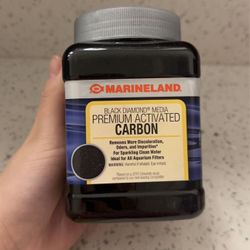 MARINELAND
BLACK DIAMOND® MEDIA
PREMIUM ACTIVATED
CARBON
Removes More Discoloration,
Odors, and Impurities*
For Sparkling Clean Water
Ideal for All Aquarium Filters
WARNING: